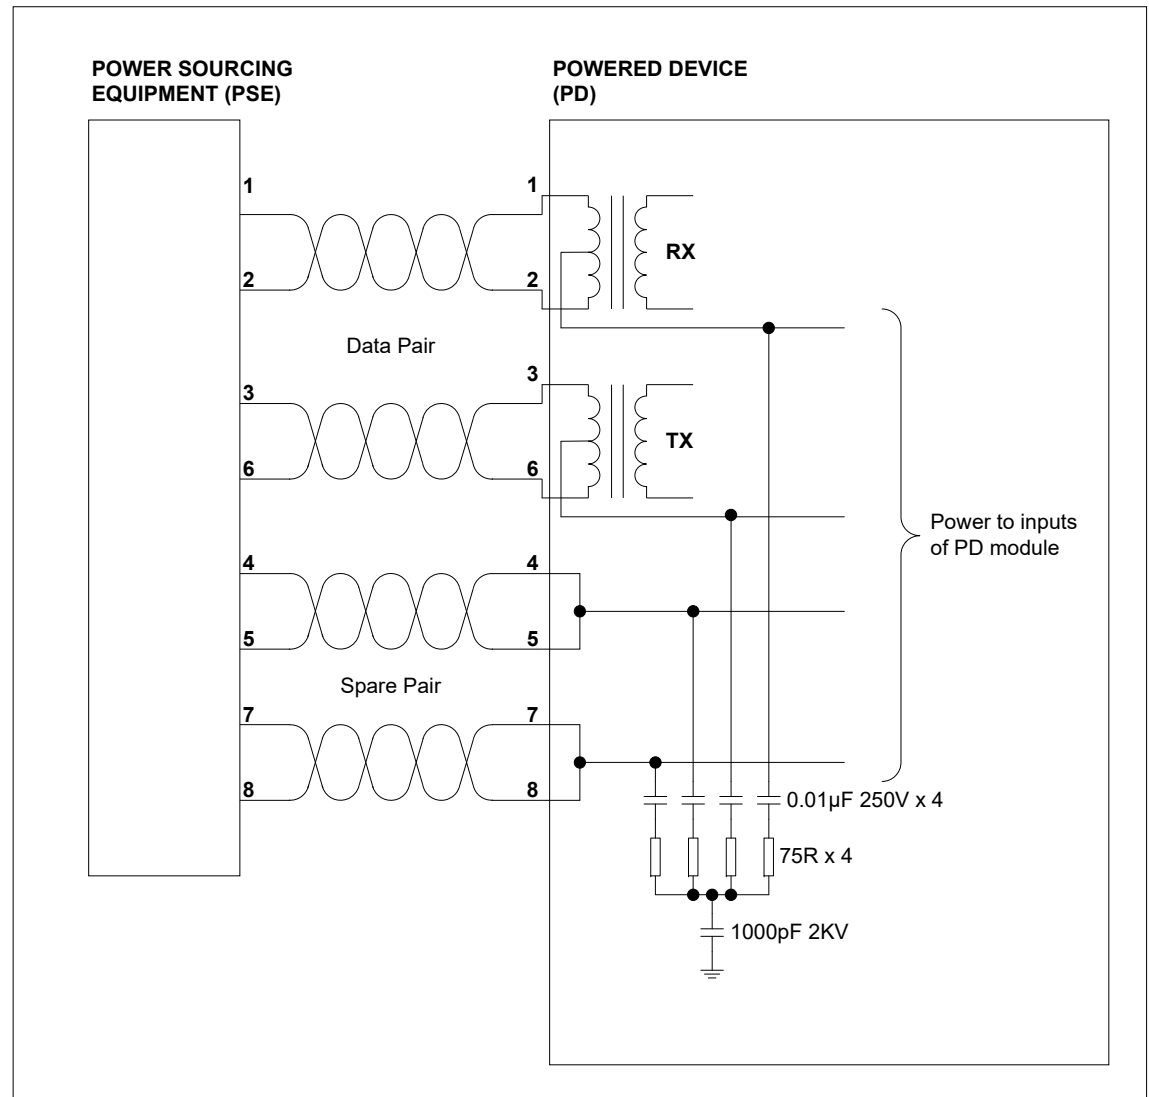 POWER SOURCING
EQUIPMENT (PSE)
POWERED DEVICE
(PD)
1
1
2
2
RX
Data Pair
3
3
6
6
TX
Power to inputs
of PD module
4
4
5
5
Spare Pair
7
7
8
8
0.01µF 250V x 4
75R x 4
1000pF 2KV